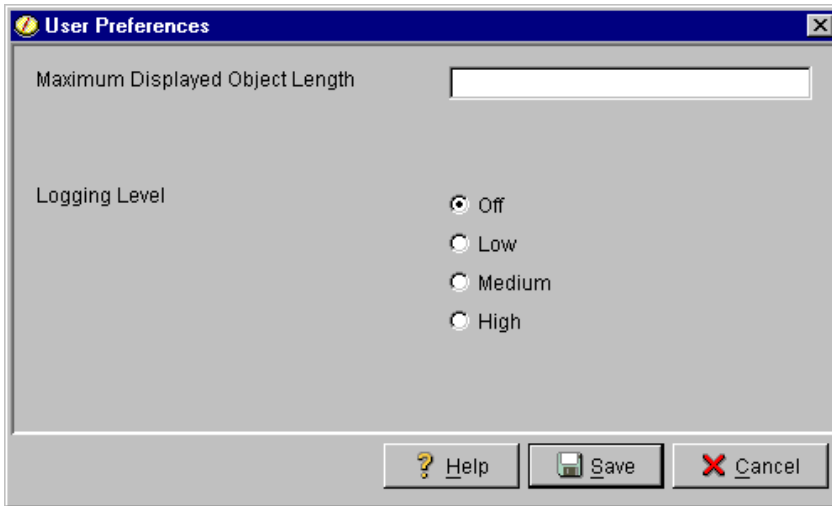 User Preferences
Maximum Displayed Object Length
Logging Level
Off
Low
Medium
High
Help Save Cancel